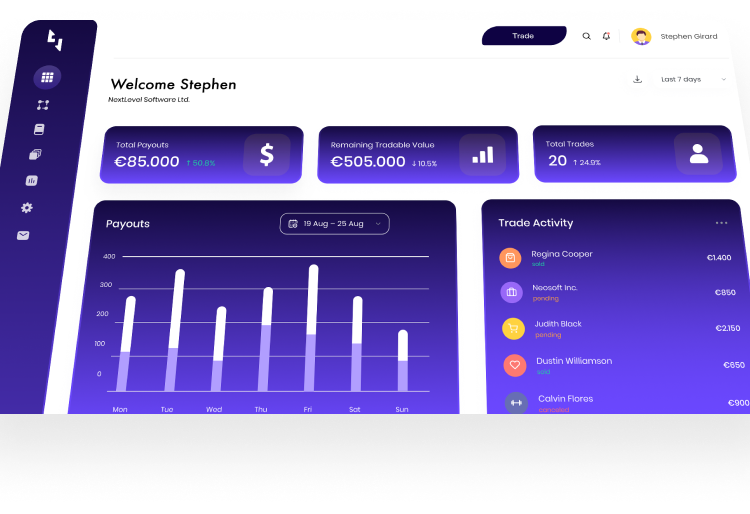 Trade
Stephen Girard
Welcome Stephen
NextLevel Software Ltd.
Last 7 days
Total Payouts
€85.000 ↑ 50.8%
Remaining Tradable Value
€505.000 ↓ 10.5%
Total Trades
20 ↑ 24.9%
Payouts
19 Aug – 25 Aug
400
300
200
100
0
Mon Tue Wed Thu Fri Sat Sun
Trade Activity
Regina Cooper €1.400
sold
Neosoft Inc. €850
pending
Judith Black €2.150
pending
Dustin Williamson €650
sold
Calvin Flores €900
canceled